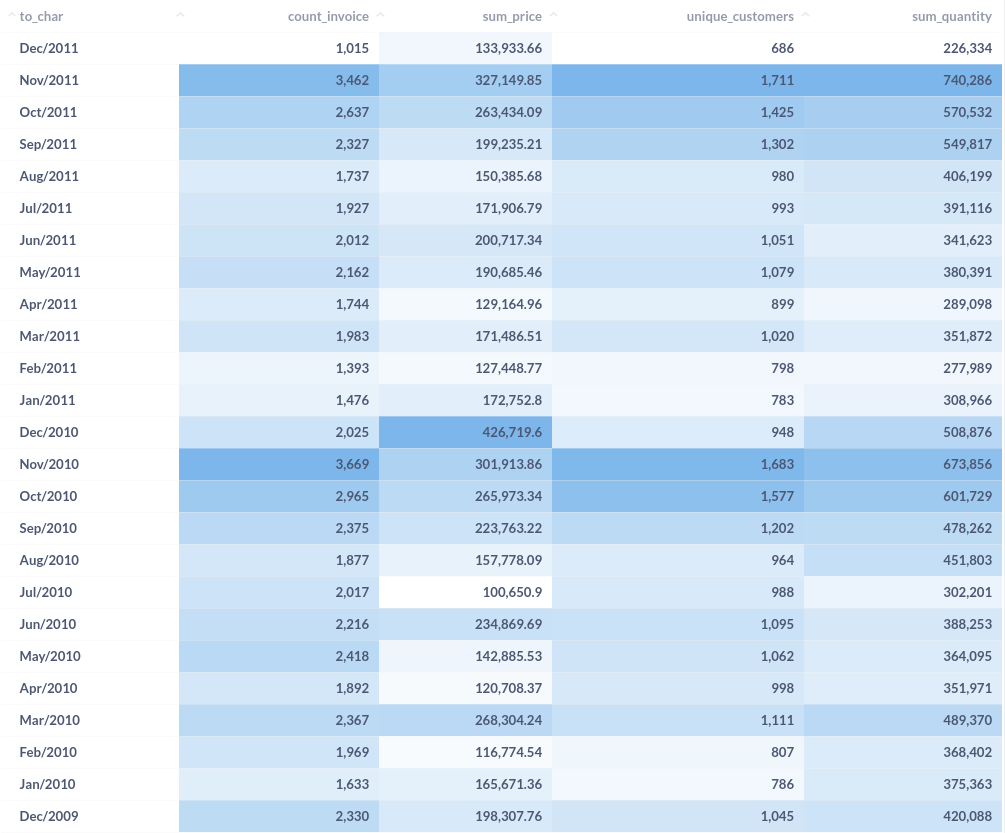 to_char count_invoice sum_price unique_customers sum_quantity
Dec/2011 1,015 133,933.66 686 226,334
Nov/2011 3,462 327,149.85 1,711 740,286
Oct/2011 2,637 263,434.09 1,425 570,532
Sep/2011 2,327 199,235.21 1,302 549,817
Aug/2011 1,737 150,385.68 980 406,199
Jul/2011 1,927 171,906.79 993 391,116
Jun/2011 2,012 200,717.34 1,051 341,623
May/2011 2,162 190,685.46 1,079 380,391
Apr/2011 1,744 129,164.96 899 289,098
Mar/2011 1,983 171,486.51 1,020 351,872
Feb/2011 1,393 127,448.77 798 277,989
Jan/2011 1,476 172,752.8 783 308,966
Dec/2010 2,025 426,719.6 948 508,876
Nov/2010 3,669 301,913.86 1,683 673,856
Oct/2010 2,965 265,973.34 1,577 601,729
Sep/2010 2,375 223,763.22 1,202 478,262
Aug/2010 1,877 157,778.09 964 451,803
Jul/2010 2,017 100,650.9 988 302,201
Jun/2010 2,216 234,869.69 1,095 388,253
May/2010 2,418 142,885.53 1,062 364,095
Apr/2010 1,892 120,708.37 998 351,971
Mar/2010 2,367 268,304.24 1,111 489,370
Feb/2010 1,969 116,774.54 807 368,402
Jan/2010 1,633 165,671.36 786 375,363
Dec/2009 2,330 198,307.76 1,045 420,088